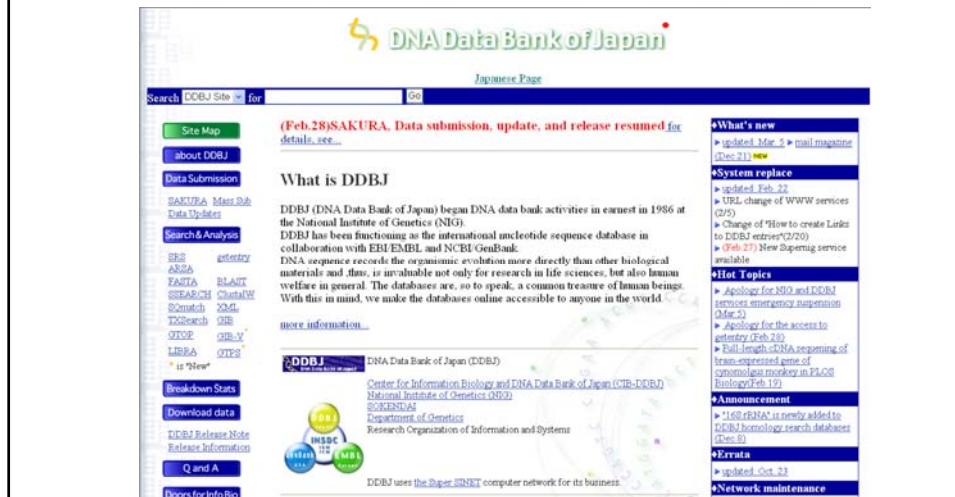 DNA Data Bank of Japan
Japanese Page
Search DDBJ Site for Go
Site Map
about DDBJ
Data Submission
SAKURA Mass Sub
Data Updates
Search & Analysis
SRS getentry
ARSA
FASTA BLAST
SSEARCH ClustalW
SQmatch XML
TXSearch GIB
GTOP GIB-V
LIBRA GTPS
* is "New"
Breakdown Stats
Download data
DDBJ Release Note
Release Information
Q and A
Doors for Info Bio
(Feb.28)SAKURA, Data submission, update, and release resumed for
details, see...
What is DDBJ
DDBJ (DNA Data Bank of Japan) began DNA data bank activities in earnest in 1986 at
the National Institute of Genetics (NIG).
DDBJ has been functioning as the international nucleotide sequence database in
collaboration with EBI/EMBL and NCBI/GenBank.
DNA sequence records the organismic evolution more directly than other biological
materials and ,thus, is invaluable not only for research in life sciences, but also human
welfare in general. The databases are, so to speak, a common treasure of human beings.
With this in mind, we make the databases online accessible to anyone in the world.
more information...
DDBJ
DNA Data Bank of Japan (DDBJ)
Center for Information Biology and DNA Data Bank of Japan (CIB-DDBJ)
National Institute of Genetics (NIG)
SOKENDAI
Department of Genetics
Research Organization of Information and Systems
DDBJ
INSDC
GenBank
EMBL
DDBJ uses the Super SINET computer network for its business.
♦What's new
▶ updated Mar. 5 ▶ mail magazine
(Dec 21) NEW
♦System replace
▶ updated Feb. 22
▶ URL change of WWW services
(2/5)
▶ Change of "How to create Links
to DDBJ entries"(2/20)
▶ (Feb.27) New Supernig service
available
♦Hot Topics
▶ Apology for NIG and DDBJ
services emergency suspension
(Mar 5)
▶ Apology for the access to
getentry (Feb 28)
▶ Full-length cDNA sequening of
brain-expressed gene of
cynomolgus monkey in PLOS
Biology(Feb 19)
♦Announcement
▶ "16S rRNA" is newly added to
DDBJ homology search databases
(Dec 8)
♦Errata
▶ updated Oct. 23
♦Network maintenance